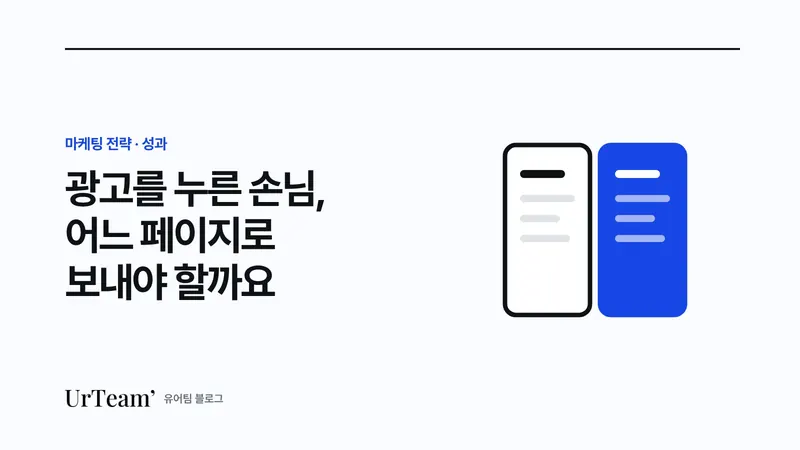 마케팅 전략 · 성과
광고를 누른 손님,
어느 페이지로
보내야 할까요
UrTeam’ 유어팀 블로그